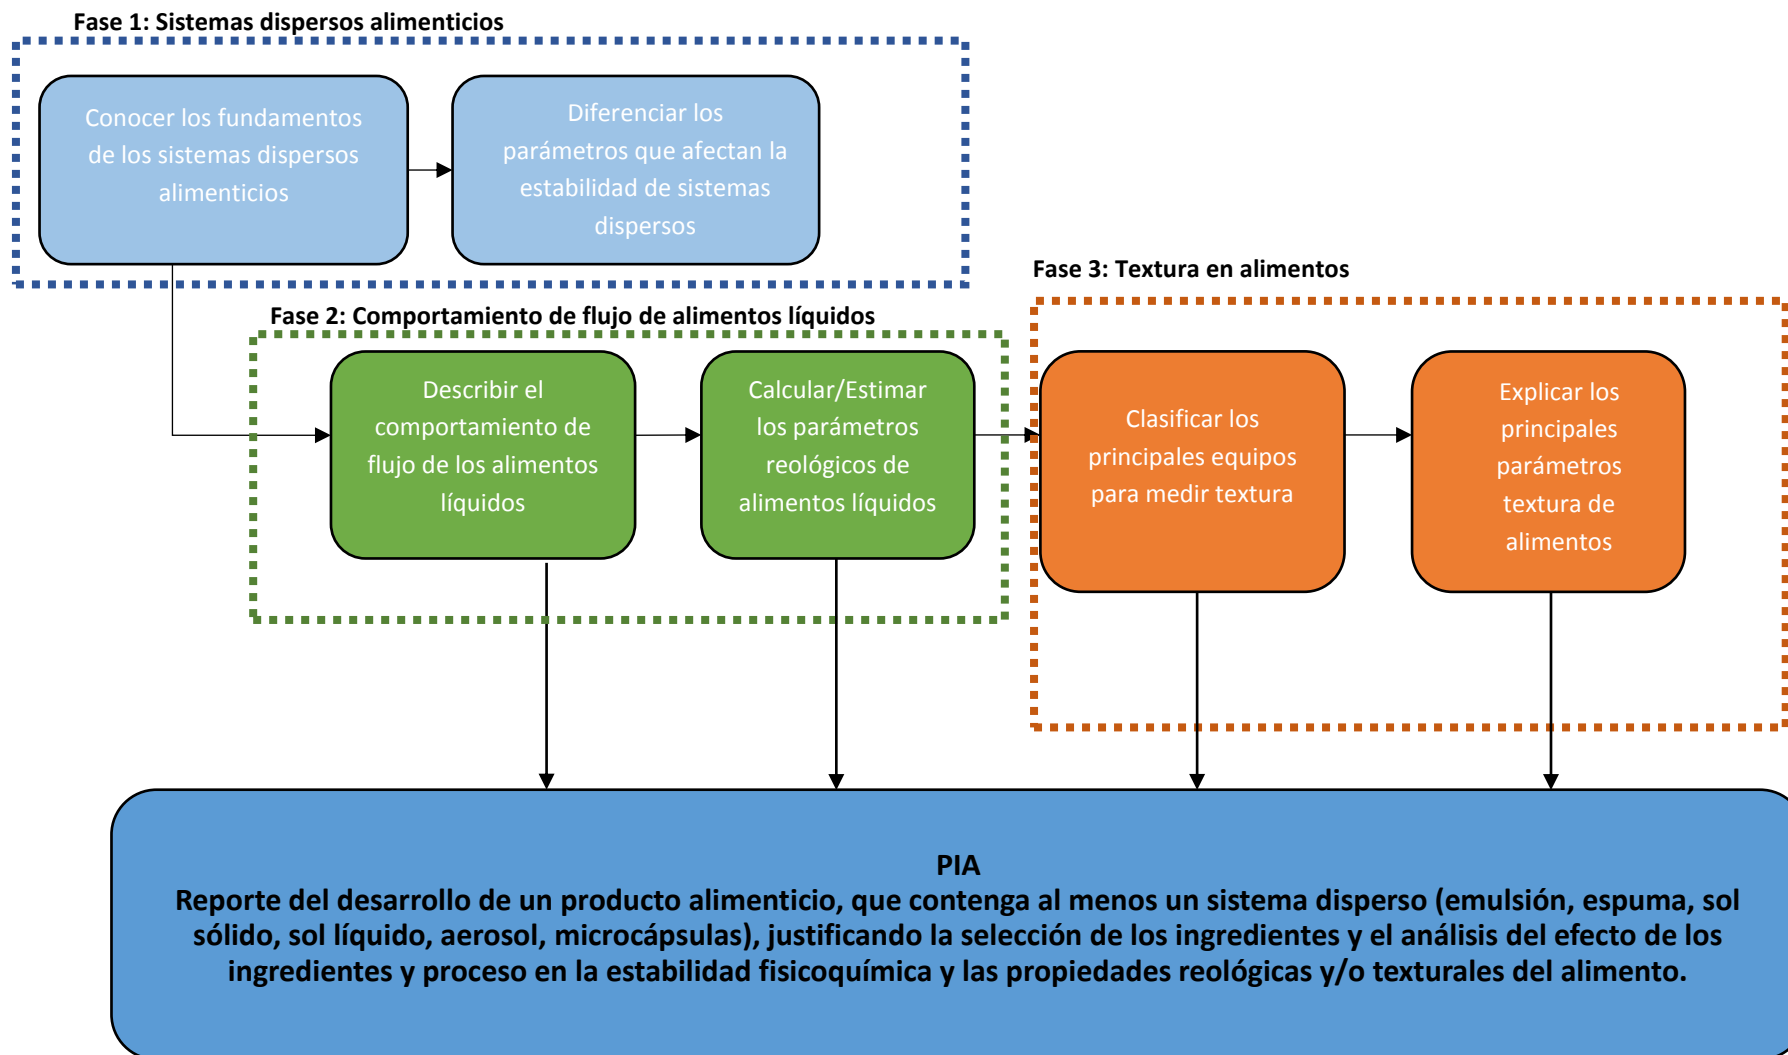 Fase 1: Sistemas dispersos alimenticios
Conocer los fundamentos
de los sistemas dispersos
alimenticios
Diferenciar los
parámetros que afectan la
estabilidad de sistemas
dispersos
Fase 2: Comportamiento de flujo de alimentos líquidos
Describir el
comportamiento de
flujo de los alimentos
líquidos
Calcular/Estimar
los parámetros
reológicos de
alimentos líquidos
Fase 3: Textura en alimentos
Clasificar los
principales equipos
para medir textura
Explicar los
principales
parámetros
textura de
alimentos
PIA
Reporte del desarrollo de un producto alimenticio, que contenga al menos un sistema disperso (emulsión, espuma, sol
sólido, sol líquido, aerosol, microcápsulas), justificando la selección de los ingredientes y el análisis del efecto de los
ingredientes y proceso en la estabilidad fisicoquímica y las propiedades reológicas y/o texturales del alimento.